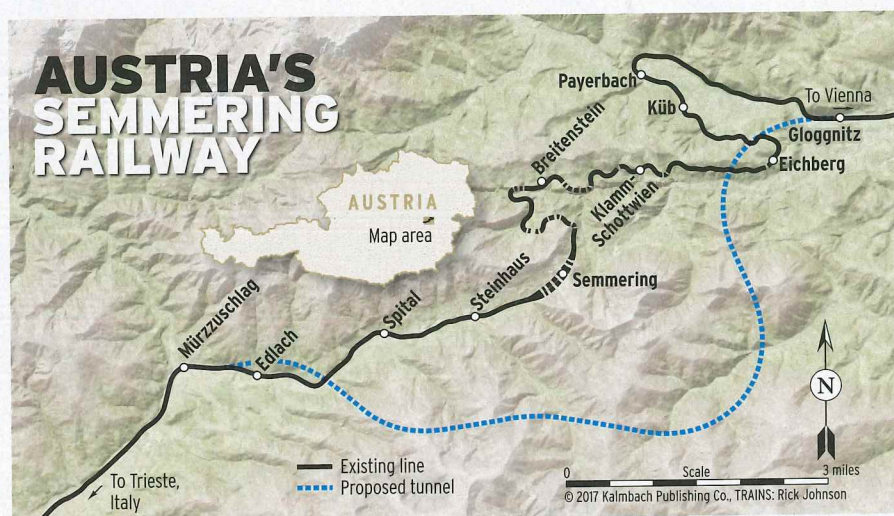 AUSTRIA'S
SEMMERING
RAILWAY
AUSTRIA
Map area
Payerbach
Küb
To Vienna
Gloggnitz
Eichberg
Breitenstein
Klamm-
Schottwien
Semmering
Steinhaus
Spital
Edlach
Mürzzuschlag
To Trieste,
Italy
Existing line
Proposed tunnel
N
0 Scale 3 miles
© 2017 Kalmbach Publishing Co., TRAINS: Rick Johnson